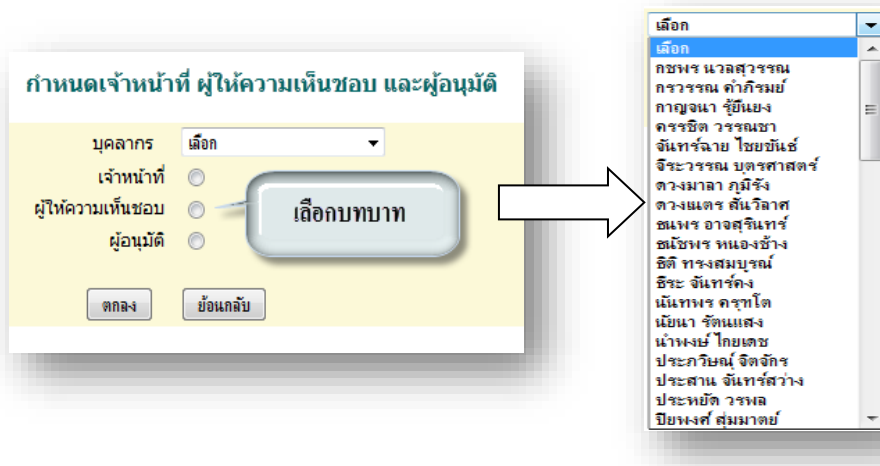 กำหนดเจ้าหน้าที่ ผู้ให้ความเห็นชอบ และผู้อนุมัติ
บุคลากร เลือก
เจ้าหน้าที่
ผู้ให้ความเห็นชอบ
ผู้อนุมัติ
เลือกบทบาท
ตกลง ย้อนกลับ
เลือก
เลือก
กชพร นวลสุวรรณ
กรวรรณ คำภิรมย์
กาญจนา รู้ยืนยง
ครรชิต วรรณชา
จันทร์ฉาย ไชยขันธ์
จีระวรรณ บุตรศาสตร์
ดวงมาลา ภูมิรัง
ดวงเนตร สันวิลาศ
ธนพร อาจสุรินทร์
ธนัชพร หนองช้าง
ธิติ ทรงสมบูรณ์
ธีระ จันทร์คง
นันทพร ครุฑโต
นัยนา รัตนแสง
นำพงษ์ ไกยเดช
ประภวิษณุ์ จิตจักร
ประสาน จันทร์สว่าง
ประหยัด วรพล
ปิยพงศ์ สุ่มมาตย์